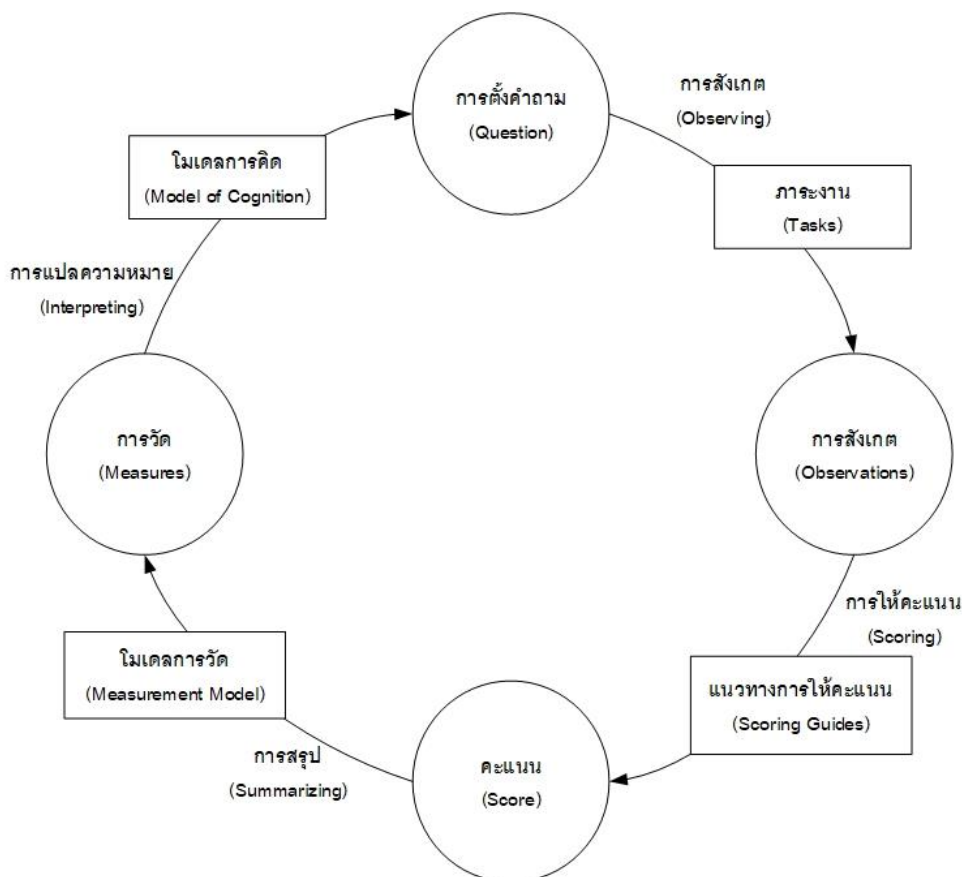 การตั้งคำถาม
(Question)
การสังเกต
(Observing)
ภาระงาน
(Tasks)
การสังเกต
(Observations)
การให้คะแนน
(Scoring)
แนวทางการให้คะแนน
(Scoring Guides)
คะแนน
(Score)
การสรุป
(Summarizing)
โมเดลการวัด
(Measurement Model)
การวัด
(Measures)
การแปลความหมาย
(Interpreting)
โมเดลการคิด
(Model of Cognition)